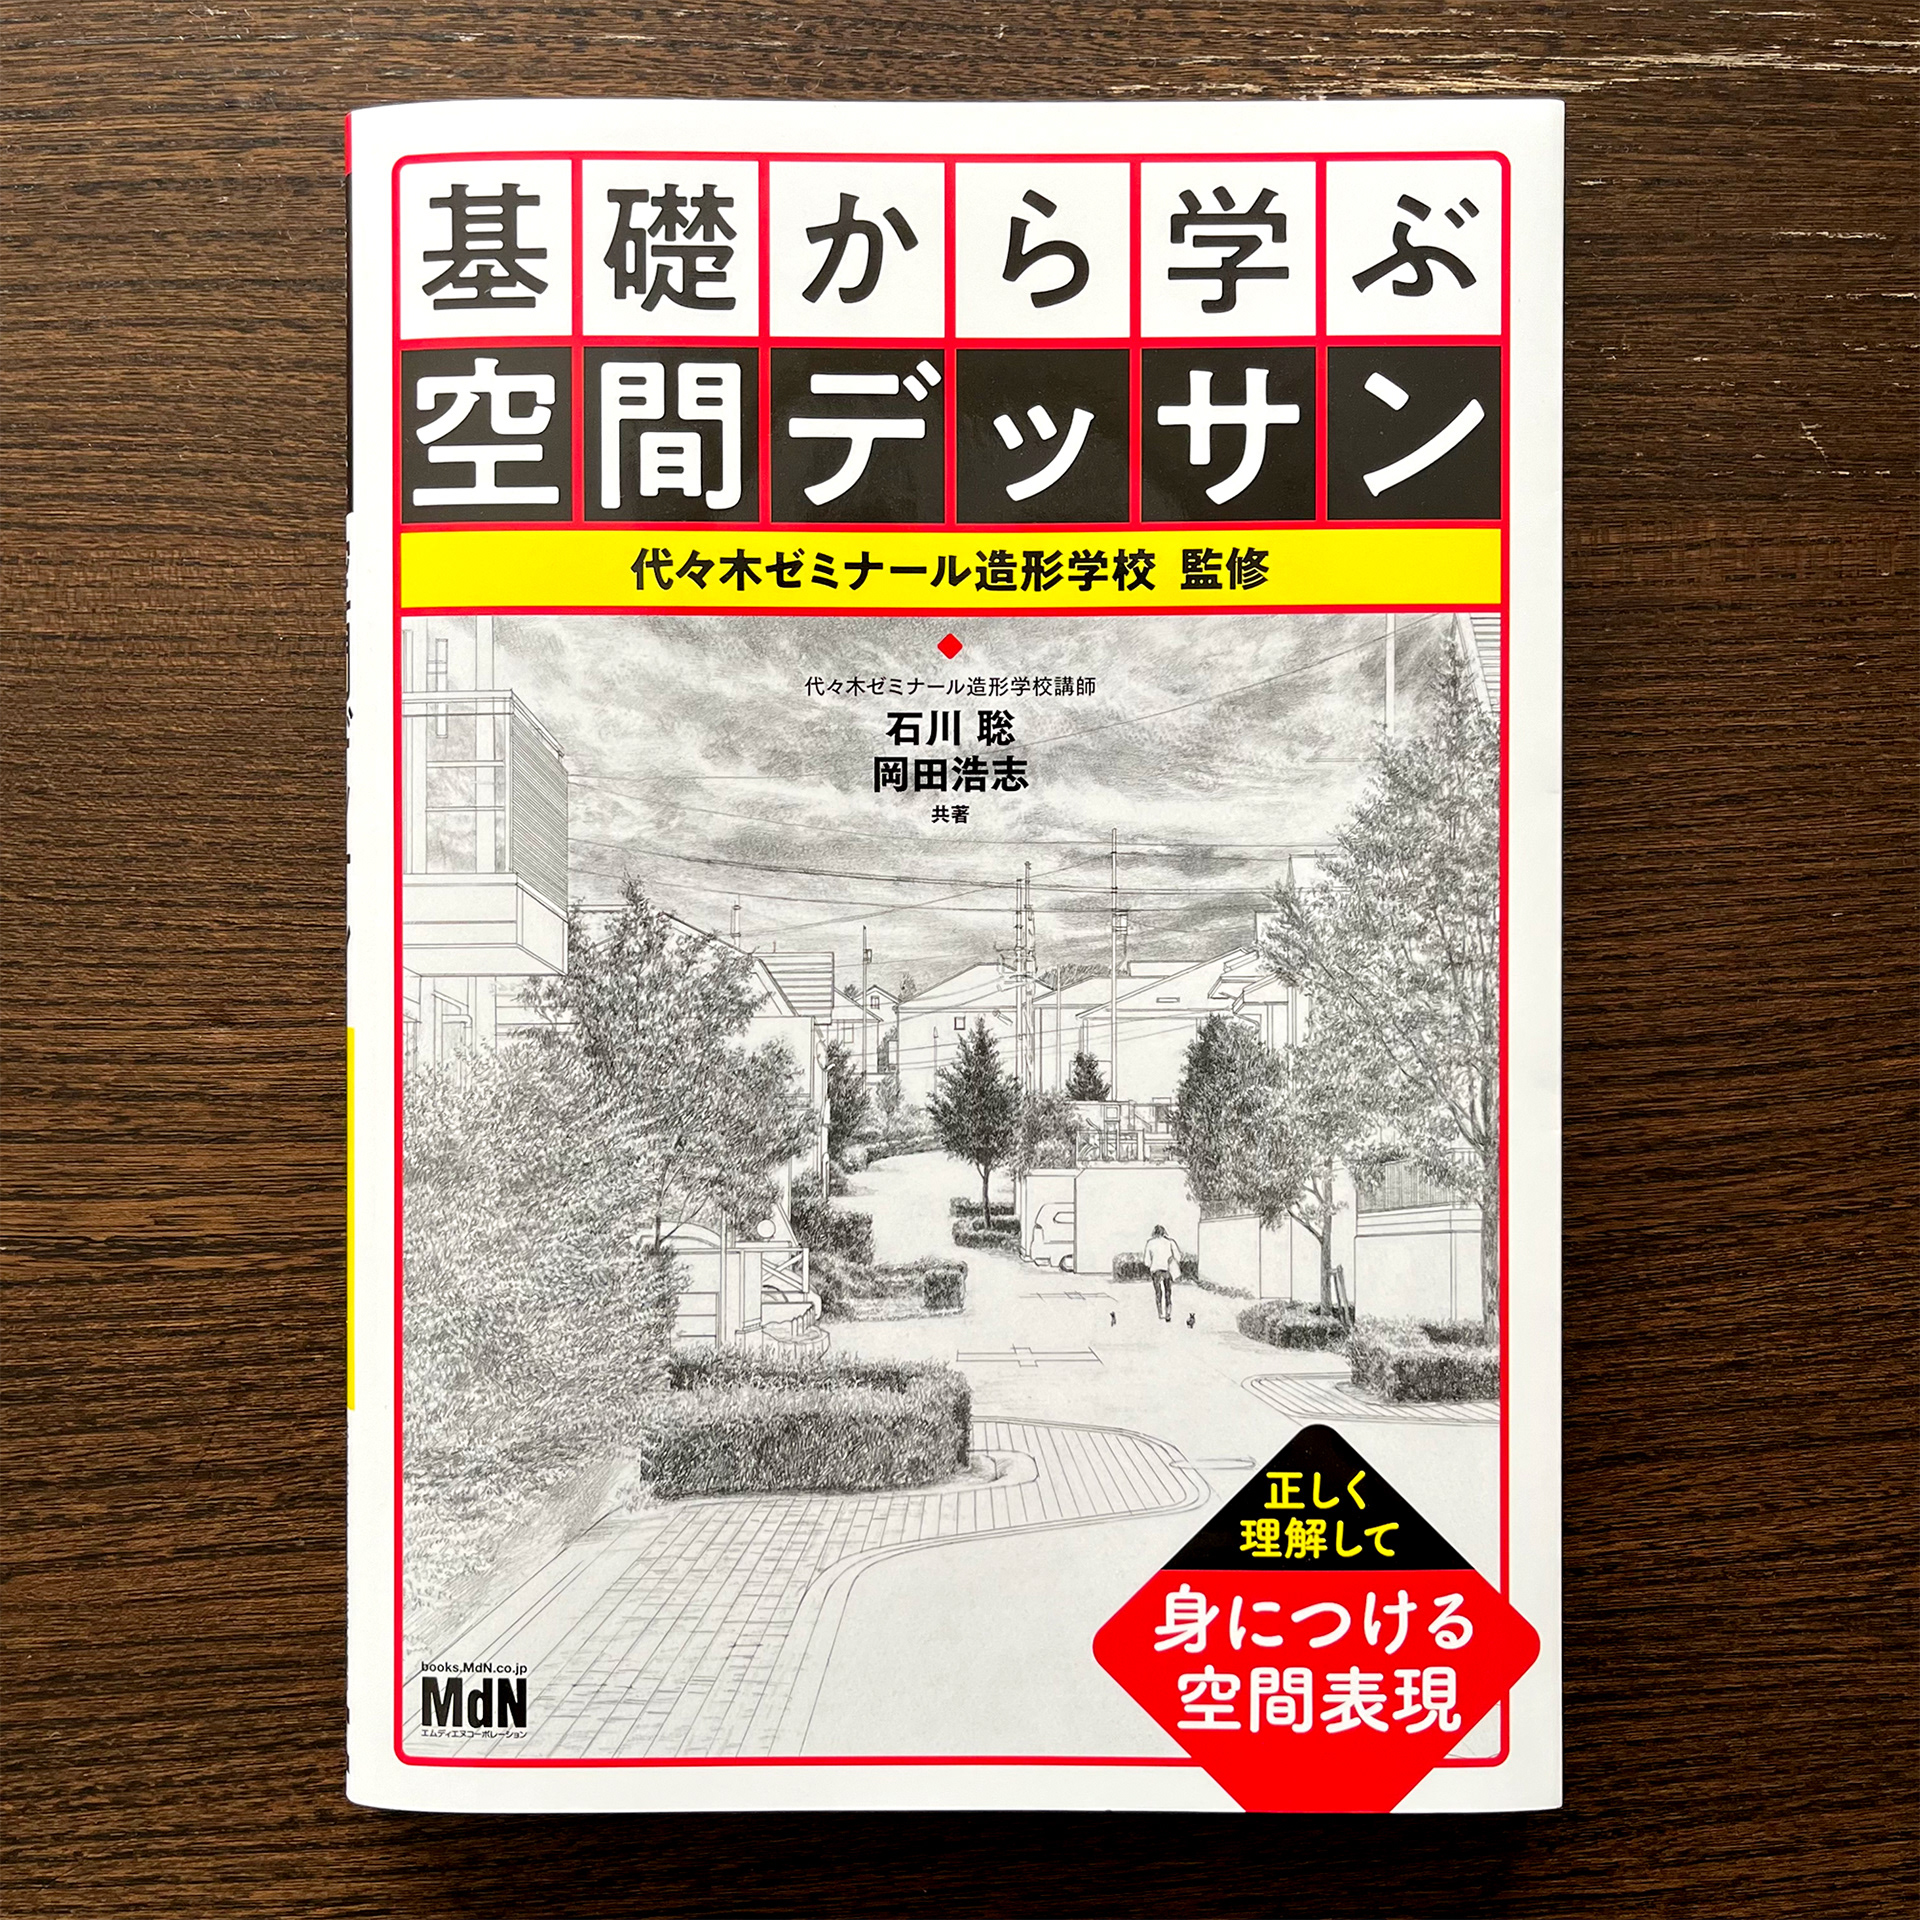 基礎から学ぶ
空間デッサン
代々木ゼミナール造形学校 監修
代々木ゼミナール造形学校講師
石川 聡
岡田浩志
共著
正しく
理解して
身につける
空間表現
books.MdN.co.jp
MdN
エムディエヌコーポレーション